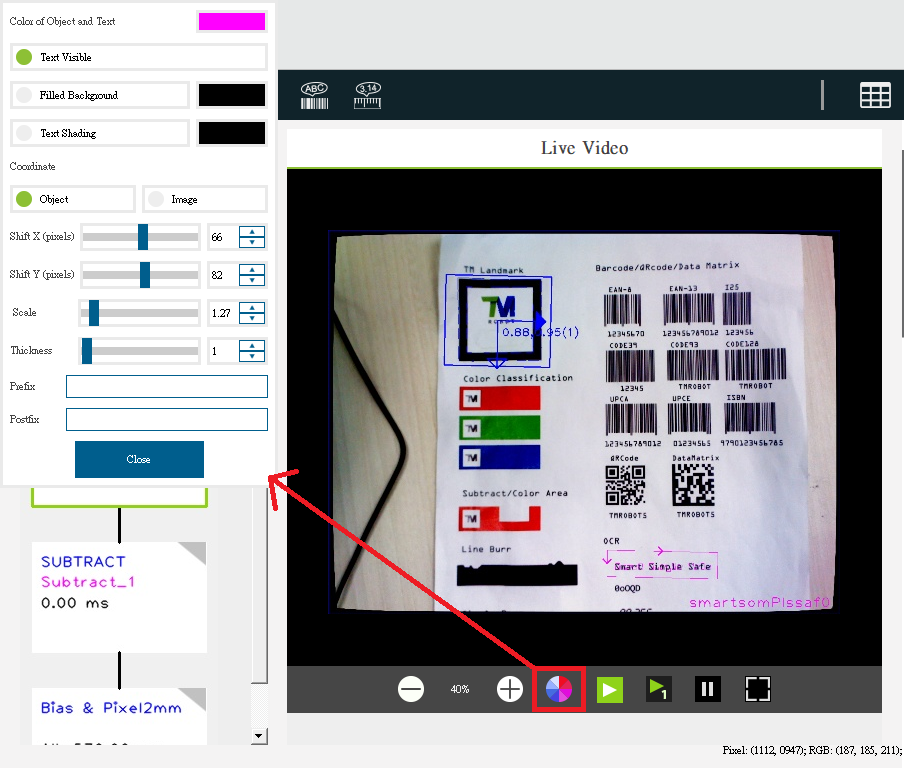 Color of Object and Text
Text Visible
Filled Background
Text Shading
Coordinate
Object
Image
Shift X (pixels)
66
Shift Y (pixels)
82
Scale
1.27
Thickness
1
Prefix
Postfix
Close
SUBTRACT
Subtract_1
0.00 ms
Bias & Pixel2mm
ABC
3.14
Live Video
TM Landmark
TM
0.88,
.95(1)
Color Classification
TM
TM
TM
Subtract/Color Area
TM
Line Burr
Barcode/QRcode/Data Matrix
EAN-8 EAN-13 I25
12345670 123456789012 123456
CODE39 CODE93 CODE128
12345 TMROBOT TMROBOT
UPCA UPCE ISBN
123456789012 01234565 9790123456785
QRCode DataMatrix
TMROBOTS TMROBOTS
OCR
Smart Simple Safe
0oOQD
smartsomPlssaf0
40%
1
Pixel: (1112, 0947); RGB: (187, 185, 211);